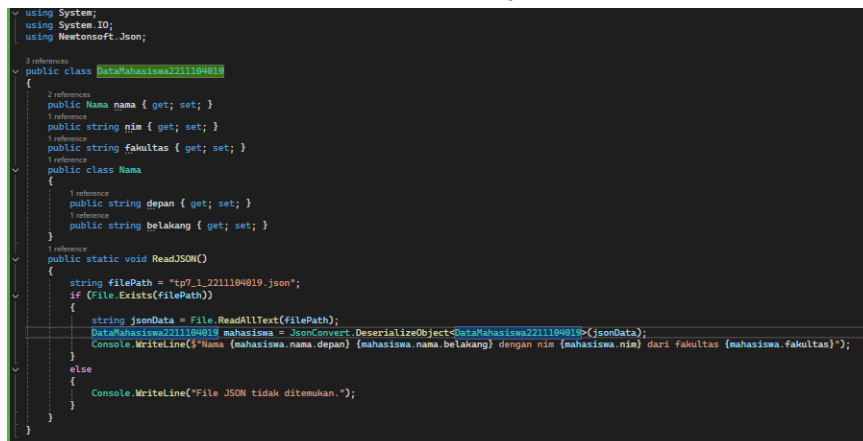 using System;
using System.IO;
using Newtonsoft.Json;
3 references
public class DataMahasiswa2211104019
{
2 references
public Nama nama { get; set; }
1 reference
public string nim { get; set; }
1 reference
public string fakultas { get; set; }
1 reference
public class Nama
{
1 reference
public string depan { get; set; }
1 reference
public string belakang { get; set; }
}
1 reference
public static void ReadJSON()
{
string filePath = "tp7_1_2211104019.json";
if (File.Exists(filePath))
{
string jsonData = File.ReadAllText(filePath);
DataMahasiswa2211104019 mahasiswa = JsonConvert.DeserializeObject<DataMahasiswa2211104019>(jsonData);
Console.WriteLine($"Nama {mahasiswa.nama.depan} {mahasiswa.nama.belakang} dengan nim {mahasiswa.nim} dari fakultas {mahasiswa.fakultas}");
}
else
{
Console.WriteLine("File JSON tidak ditemukan.");
}
}
}